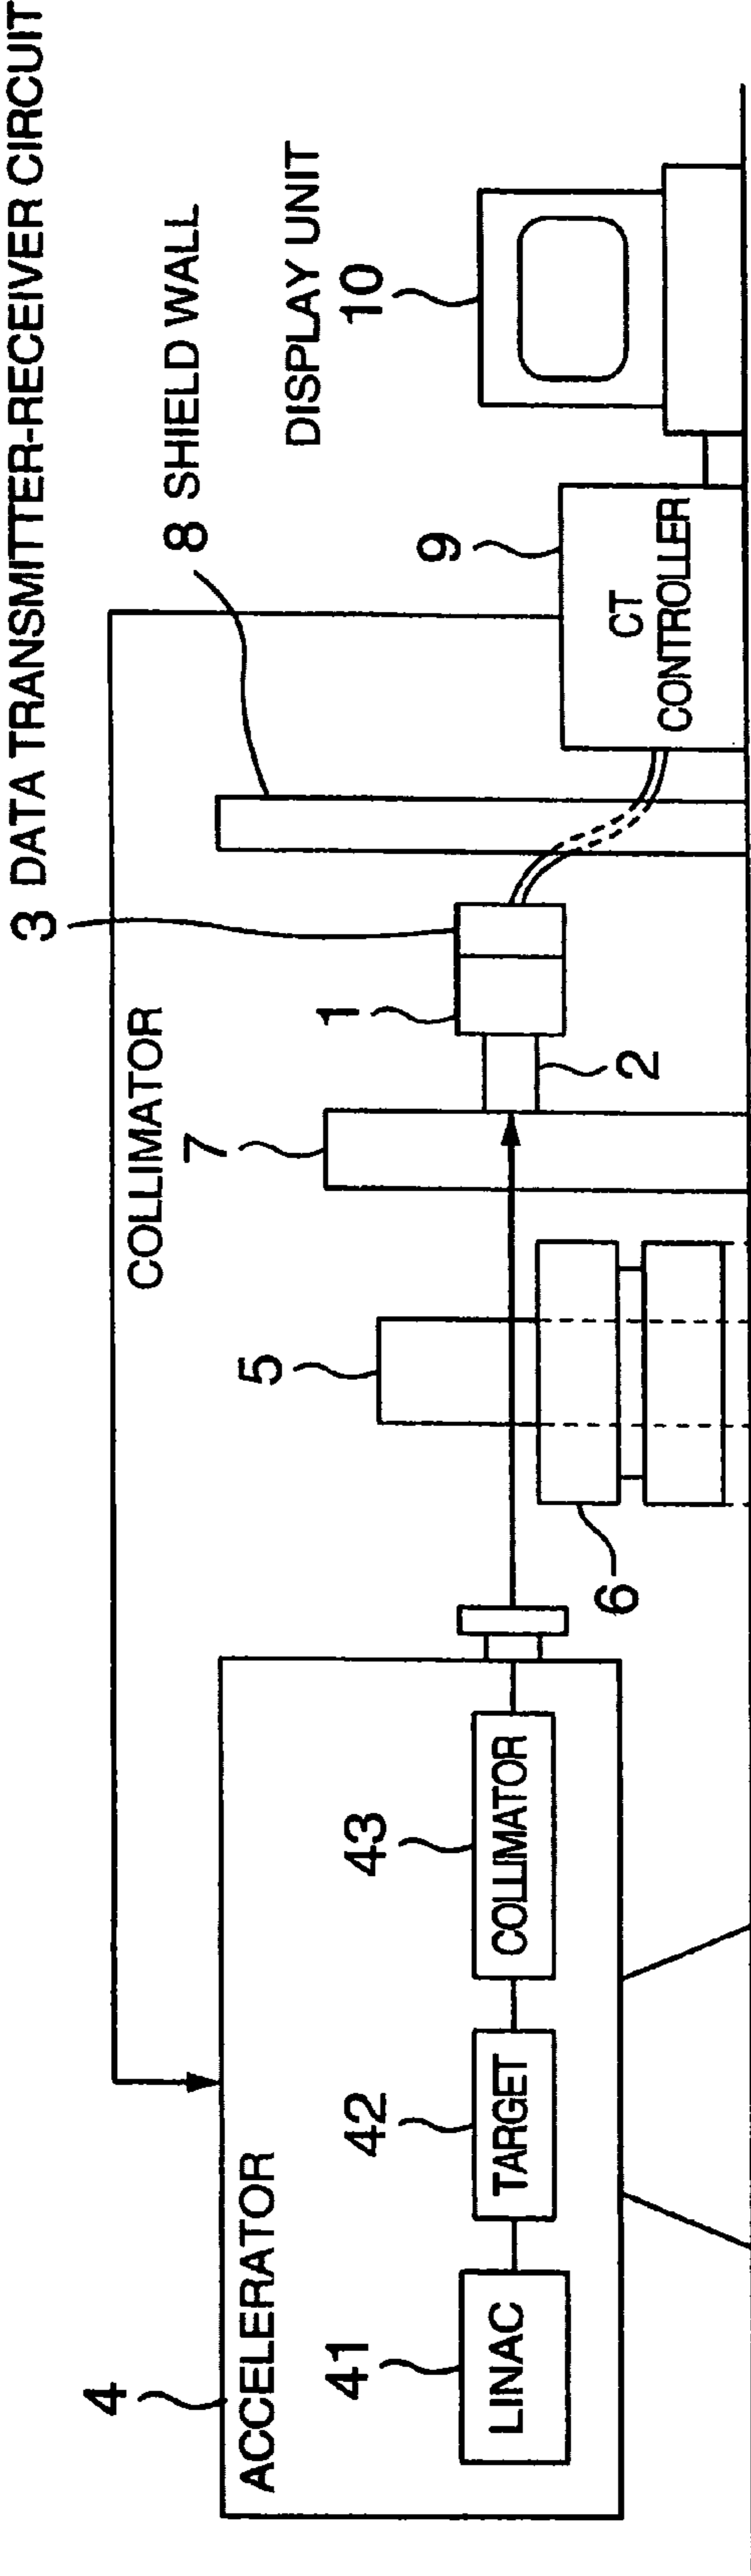 3 DATA TRANSMITTER-RECEIVER CIRCUIT
8 SHIELD WALL
DISPLAY UNIT
10
COLLIMATOR
7
1
9
5
2
CT
CONTROLLER
6
4
ACCELERATOR
41
42
43
LINAC
TARGET
COLLIMATOR